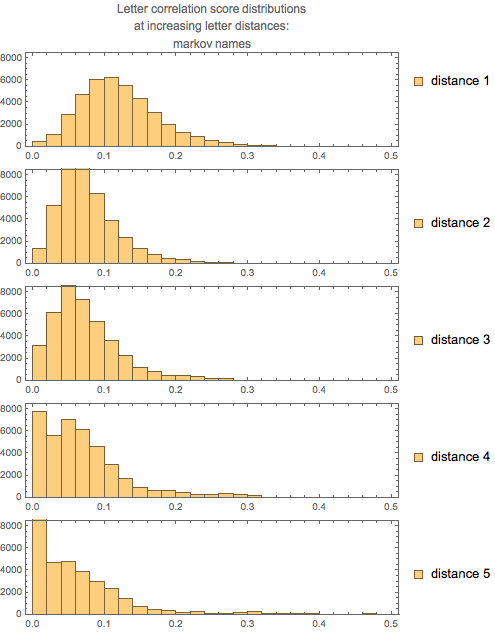 Letter correlation score distributions
at increasing letter distances:
markov names
8000
6000
4000
2000
0
0.0 0.1 0.2 0.3 0.4 0.5
distance 1
8000
6000
4000
2000
0
0.0 0.1 0.2 0.3 0.4 0.5
distance 2
8000
6000
4000
2000
0
0.0 0.1 0.2 0.3 0.4 0.5
distance 3
8000
6000
4000
2000
0
0.0 0.1 0.2 0.3 0.4 0.5
distance 4
8000
6000
4000
2000
0
0.0 0.1 0.2 0.3 0.4 0.5
distance 5